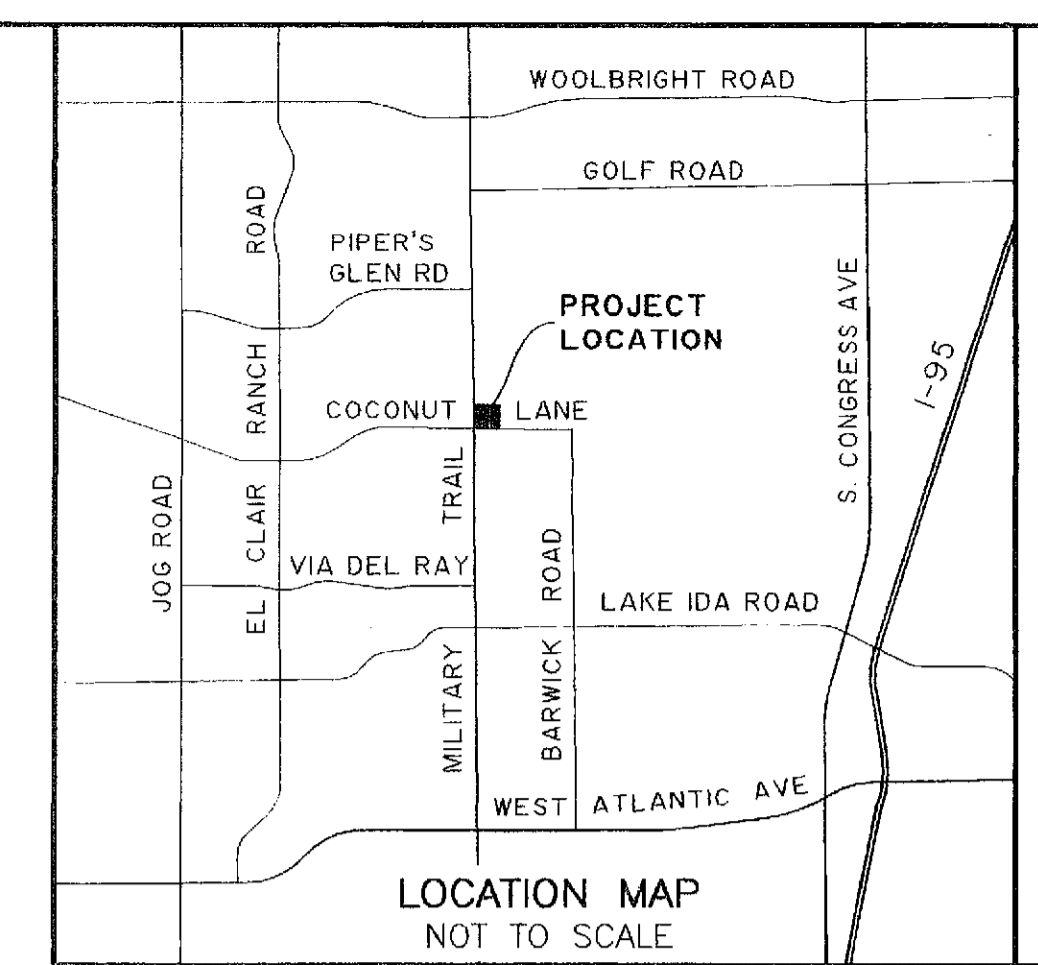 WOOLBRIGHT ROAD
GOLF ROAD
PIPER'S
GLEN RD
PROJECT
LOCATION
COCONUT LANE
JOG ROAD
EL CLAIR RANCH ROAD
MILITARY TRAIL
BARWICK ROAD
S. CONGRESS AVE
I-95
VIA DEL RAY
LAKE IDA ROAD
WEST ATLANTIC AVE
LOCATION MAP
NOT TO SCALE